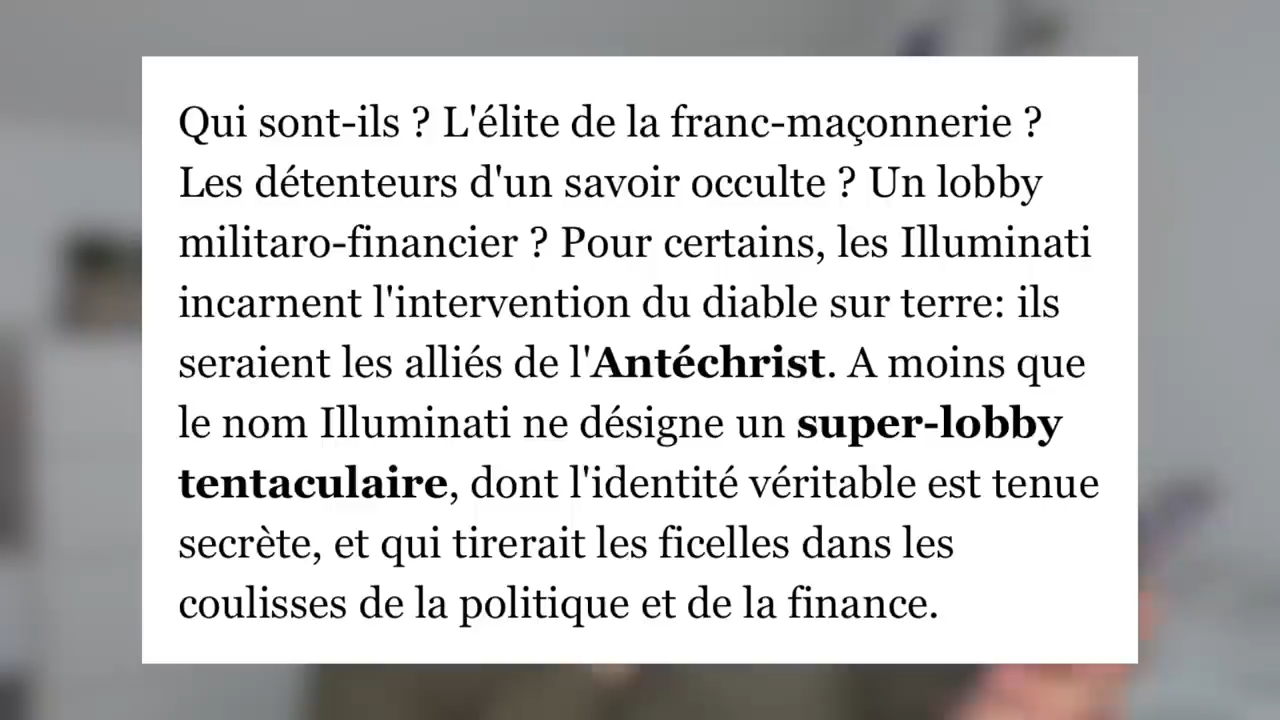 Qui sont-ils ? L'élite de la franc-maçonnerie ?
Les détenteurs d'un savoir occulte ? Un lobby
militaro-financier ? Pour certains, les Illuminati
incarnent l'intervention du diable sur terre: ils
seraient les alliés de l'Antéchrist. A moins que
le nom Illuminati ne désigne un super-lobby
tentaculaire, dont l'identité véritable est tenue
secrète, et qui tirerait les ficelles dans les
coulisses de la politique et de la finance.